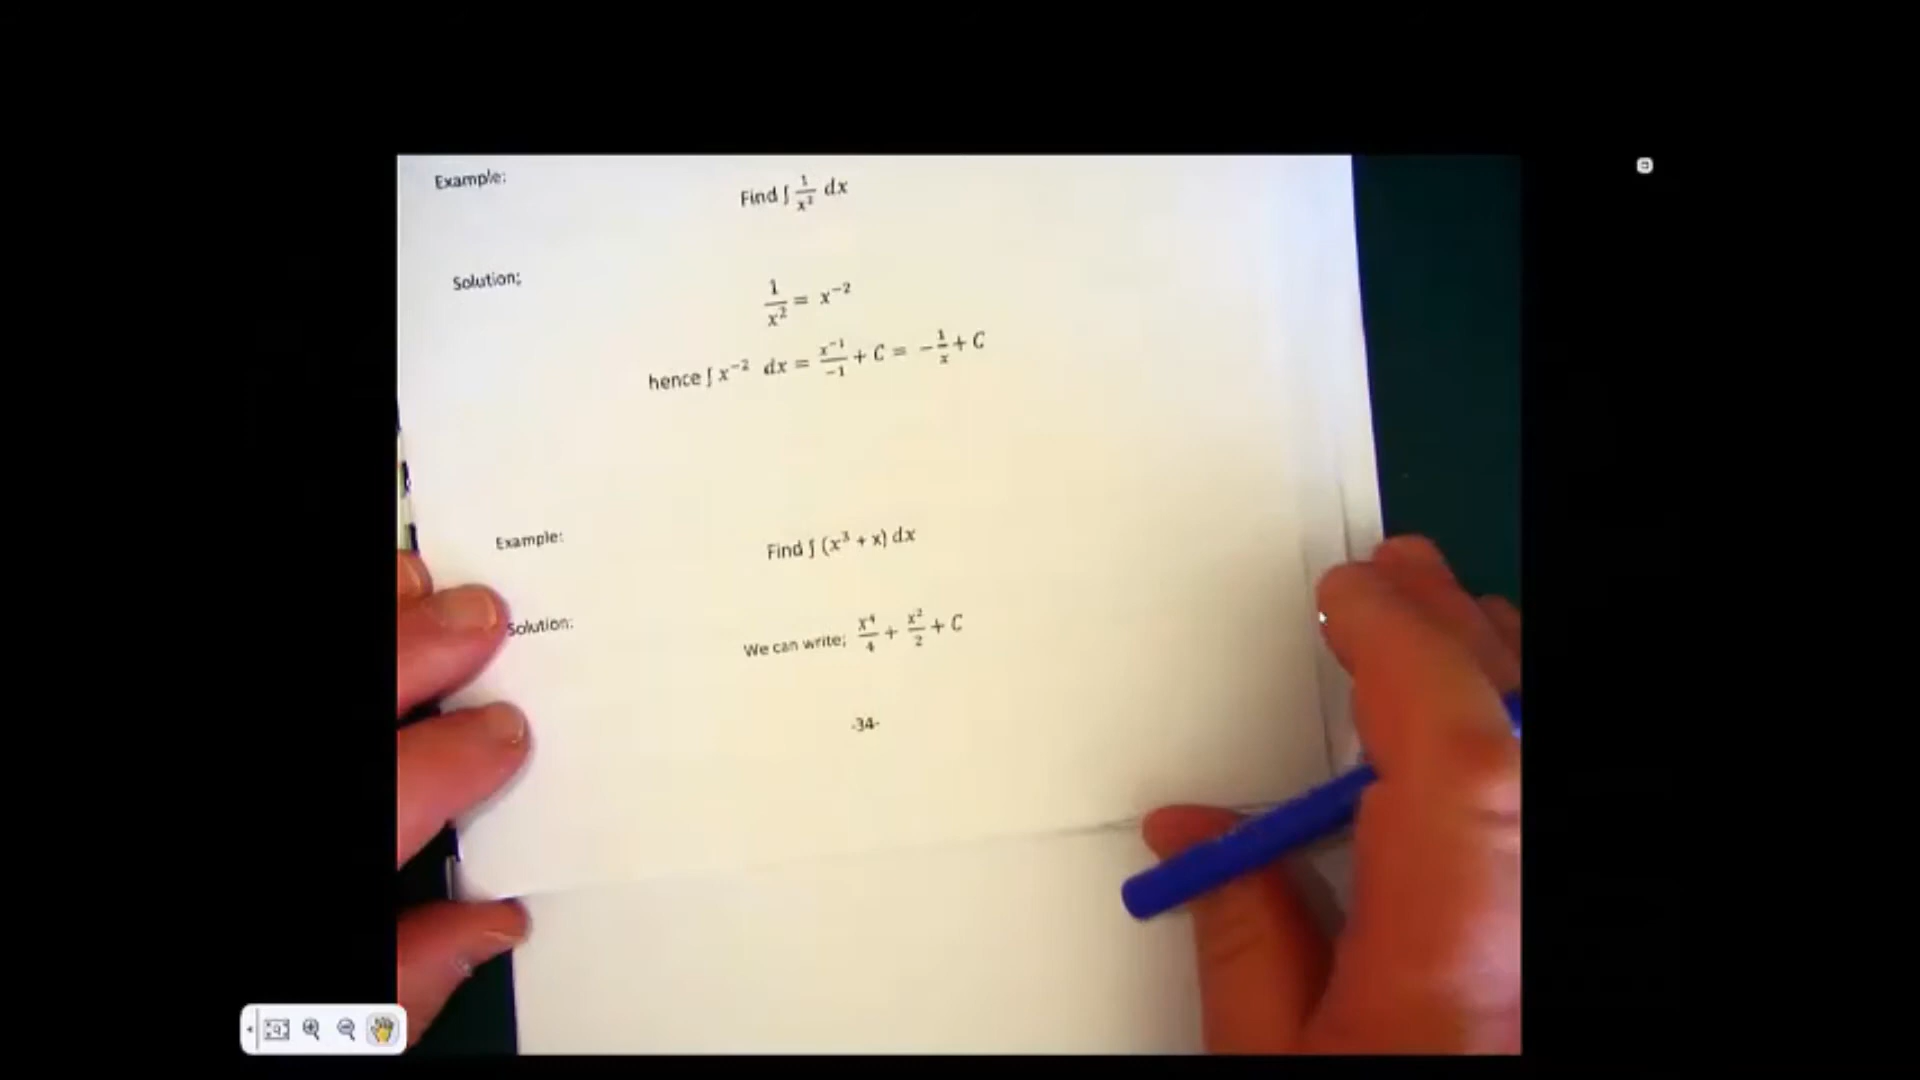 Example:
Find ∫ 1/x² dx
Solution;
1/x² = x⁻²
hence ∫ x⁻² dx = x⁻¹/−1 + C = −1/x + C
Example:
Find ∫ (x³ + x) dx
Solution:
We can write; x⁴/4 + x²/2 + C
-34-